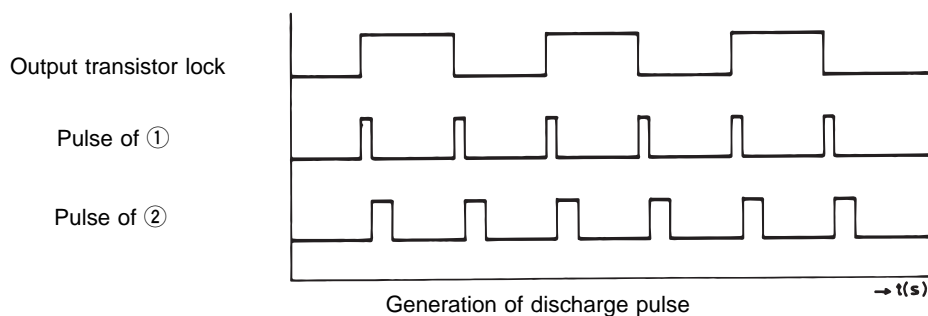 Output transistor lock
Pulse of ①
Pulse of ②
→ t(s)
Generation of discharge pulse